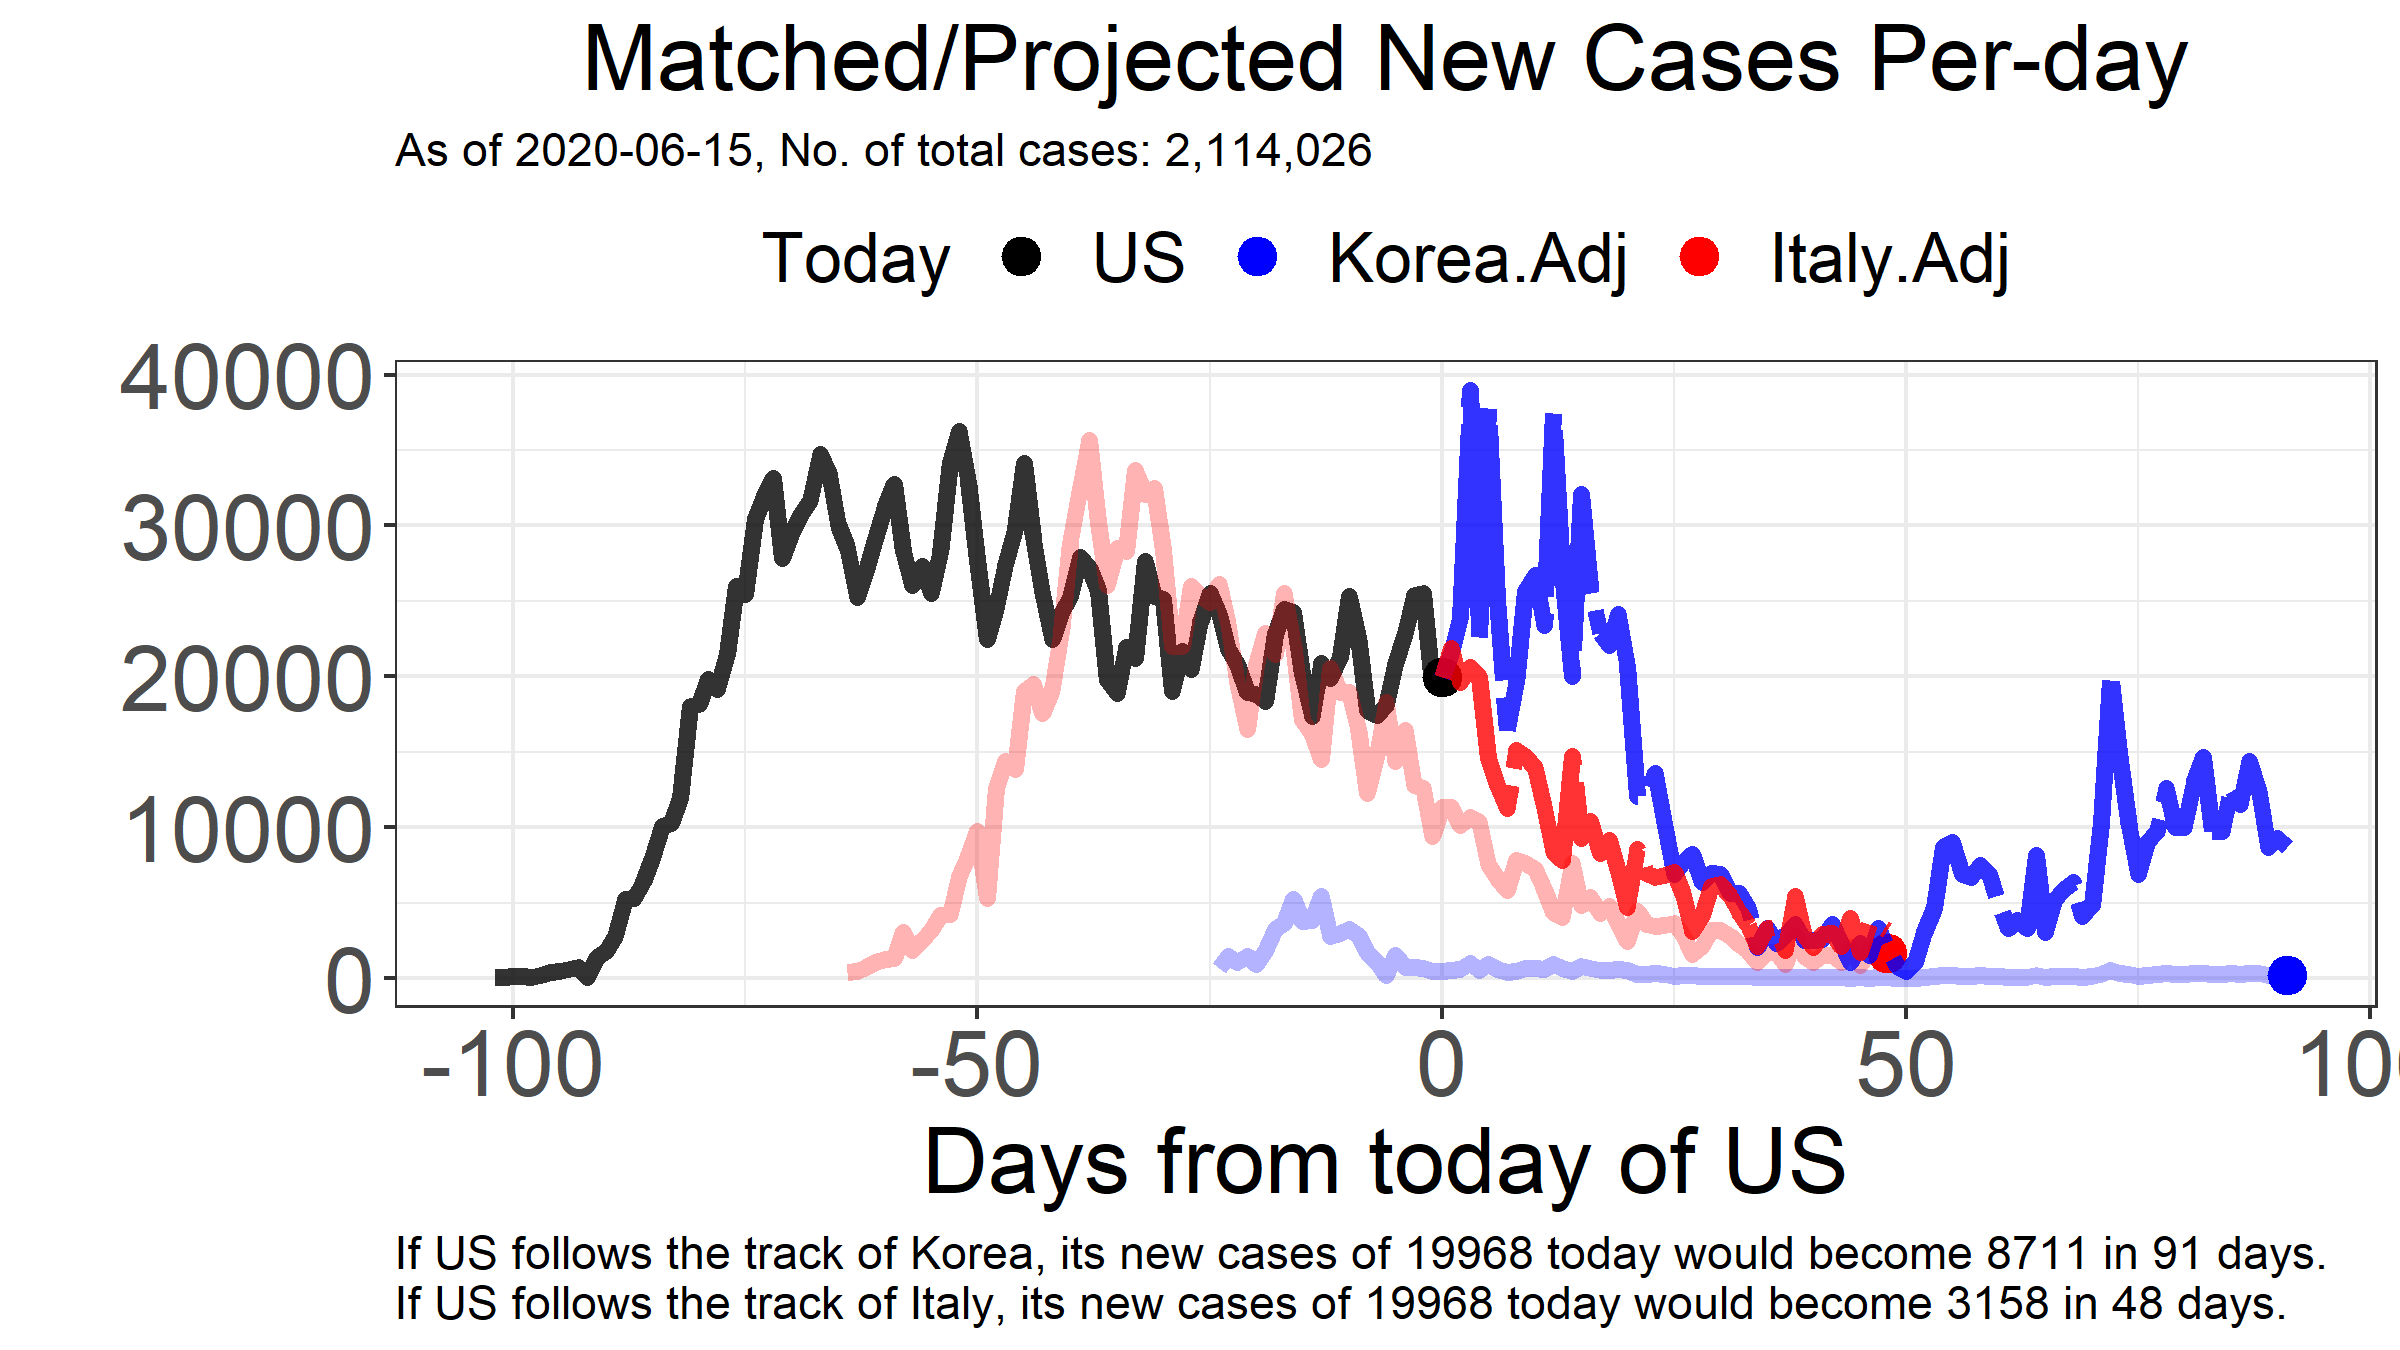 Matched/Projected New Cases Per-day
As of 2020-06-15, No. of total cases: 2,114,026
Today US Korea.Adj Italy.Adj
40000
30000
20000
10000
0
-100 -50 0 50 100
Days from today of US
If US follows the track of Korea, its new cases of 19968 today would become 8711 in 91 days.
If US follows the track of Italy, its new cases of 19968 today would become 3158 in 48 days.